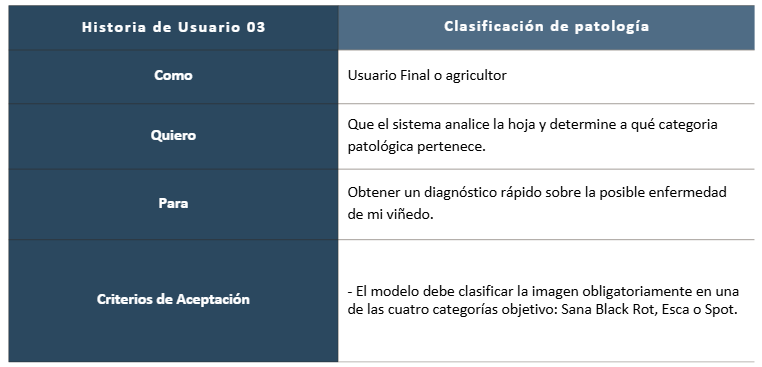 Historia de Usuario 03
Clasificación de patología
Como
Usuario Final o agricultor
Quiero
Que el sistema analice la hoja y determine a qué categoria
patológica pertenece.
Para
Obtener un diagnóstico rápido sobre la posible enfermedad
de mi viñedo.
Criterios de Aceptación
- El modelo debe clasificar la imagen obligatoriamente en una
de las cuatro categorías objetivo: Sana Black Rot, Esca o Spot.